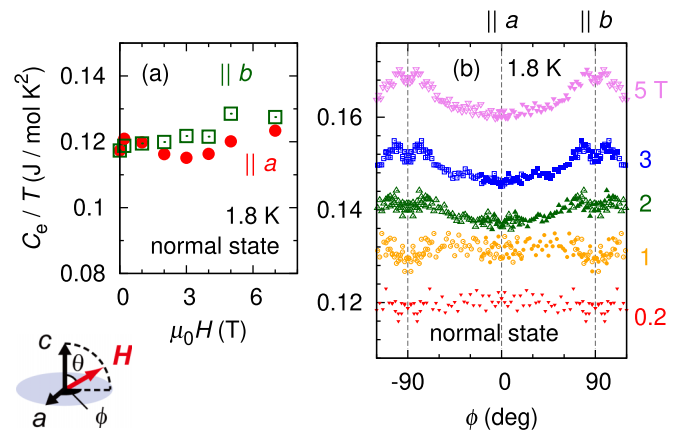 || a
|| b
(a)
|| b
|| a
1.8 K
normal state
0.14
0.12
0.1
0.08
C_e / T (J / mol K²)
0
3
6
μ₀H (T)
(b)
1.8 K
5 T
3
2
1
0.2
normal state
0.16
0.14
0.12
-90
0
90
ϕ (deg)
c
θ
H
a
ϕ